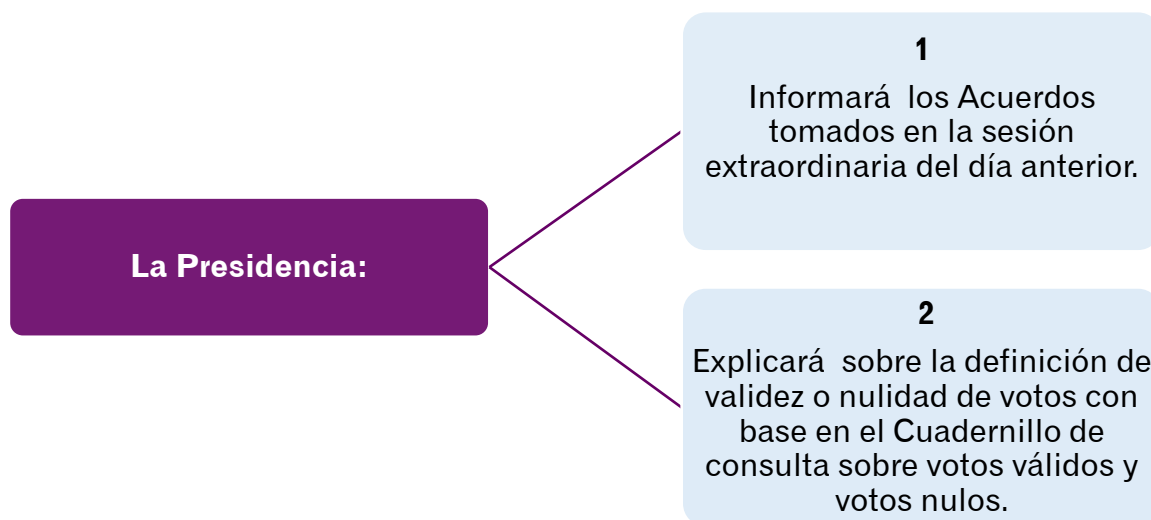 La Presidencia:
1
Informará  los Acuerdos
tomados en la sesión
extraordinaria del día anterior.
2
Explicará  sobre la definición de
validez o nulidad de votos con
base en el Cuadernillo de
consulta sobre votos válidos y
votos nulos.